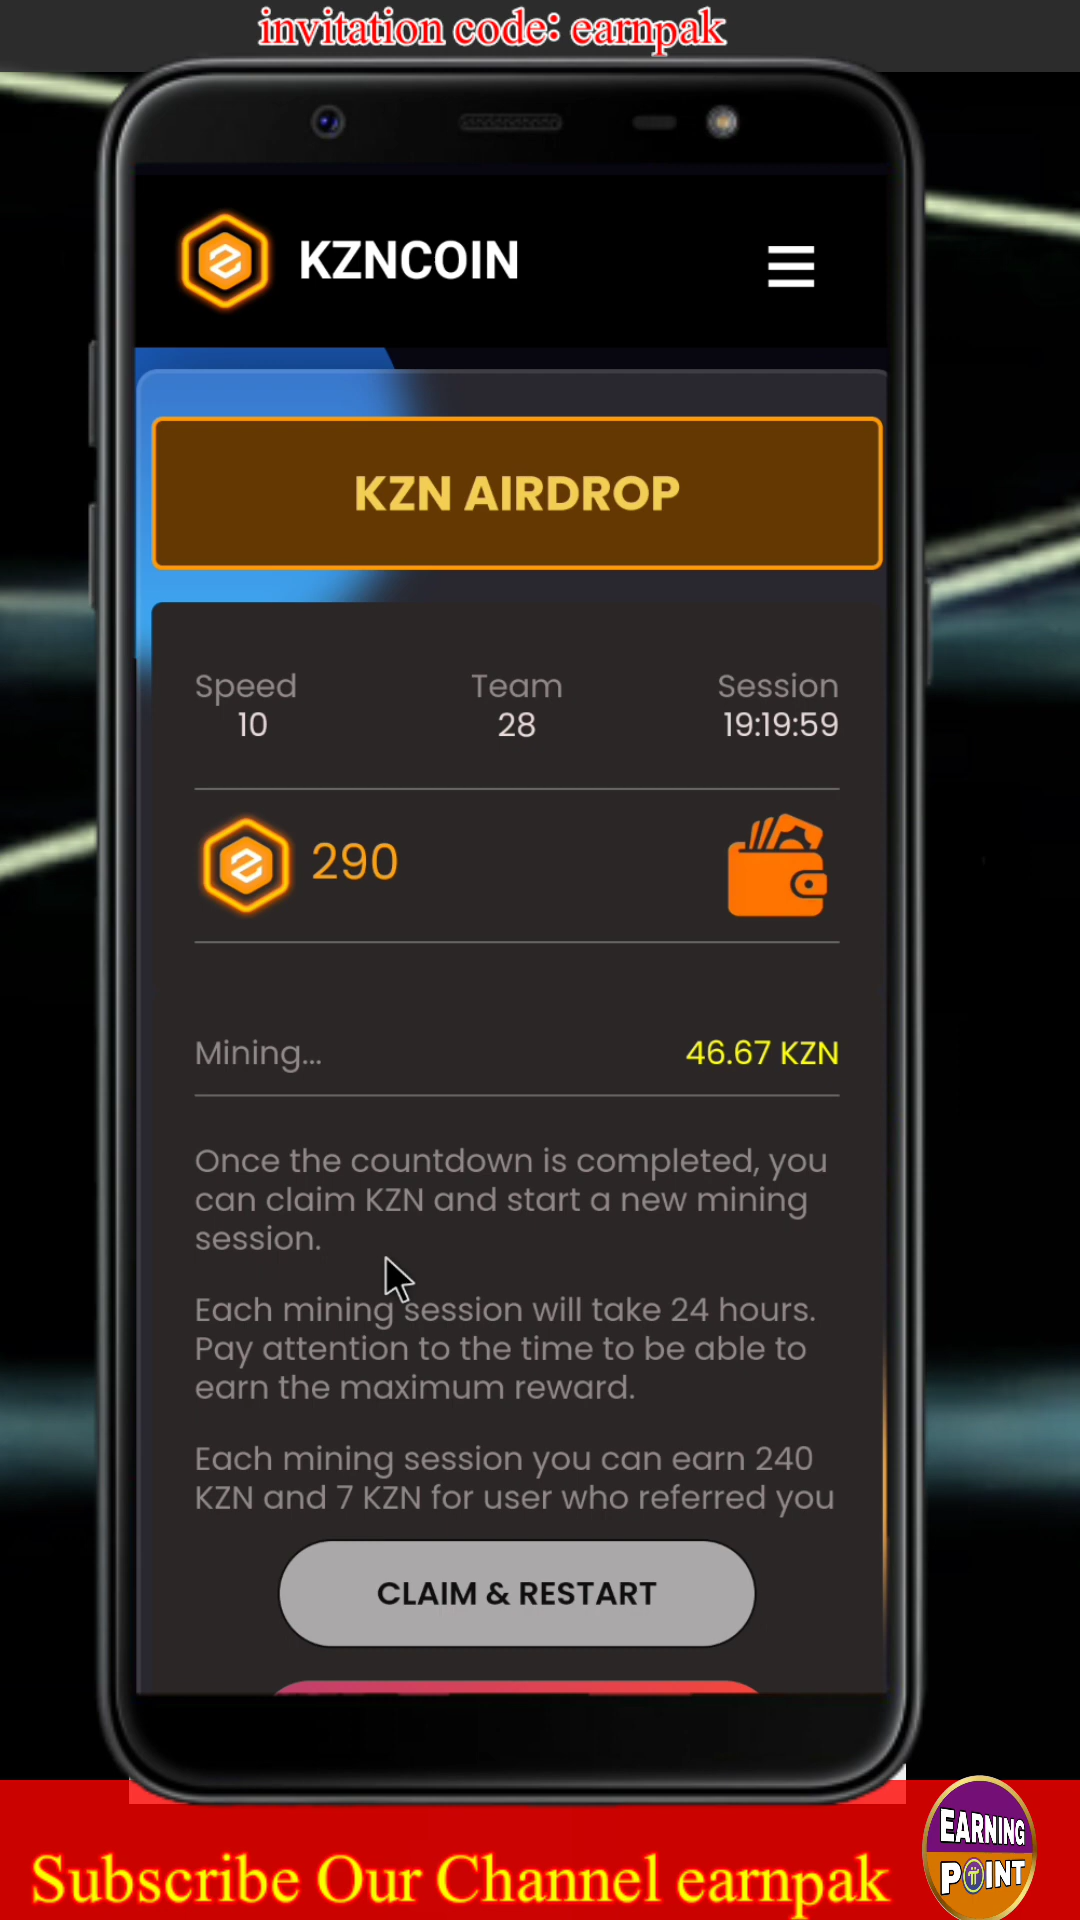 invitation code: earnpak
KZNCOIN
KZN AIRDROP
Speed Team Session
10 28 19:19:59
290
Mining... 46.67 KZN
Once the countdown is completed, you
can claim KZN and start a new mining
session.
Each mining session will take 24 hours.
Pay attention to the time to be able to
earn the maximum reward.
Each mining session you can earn 240
KZN and 7 KZN for user who referred you
CLAIM & RESTART
EARNING
POINT
Subscribe Our Channel earnpak